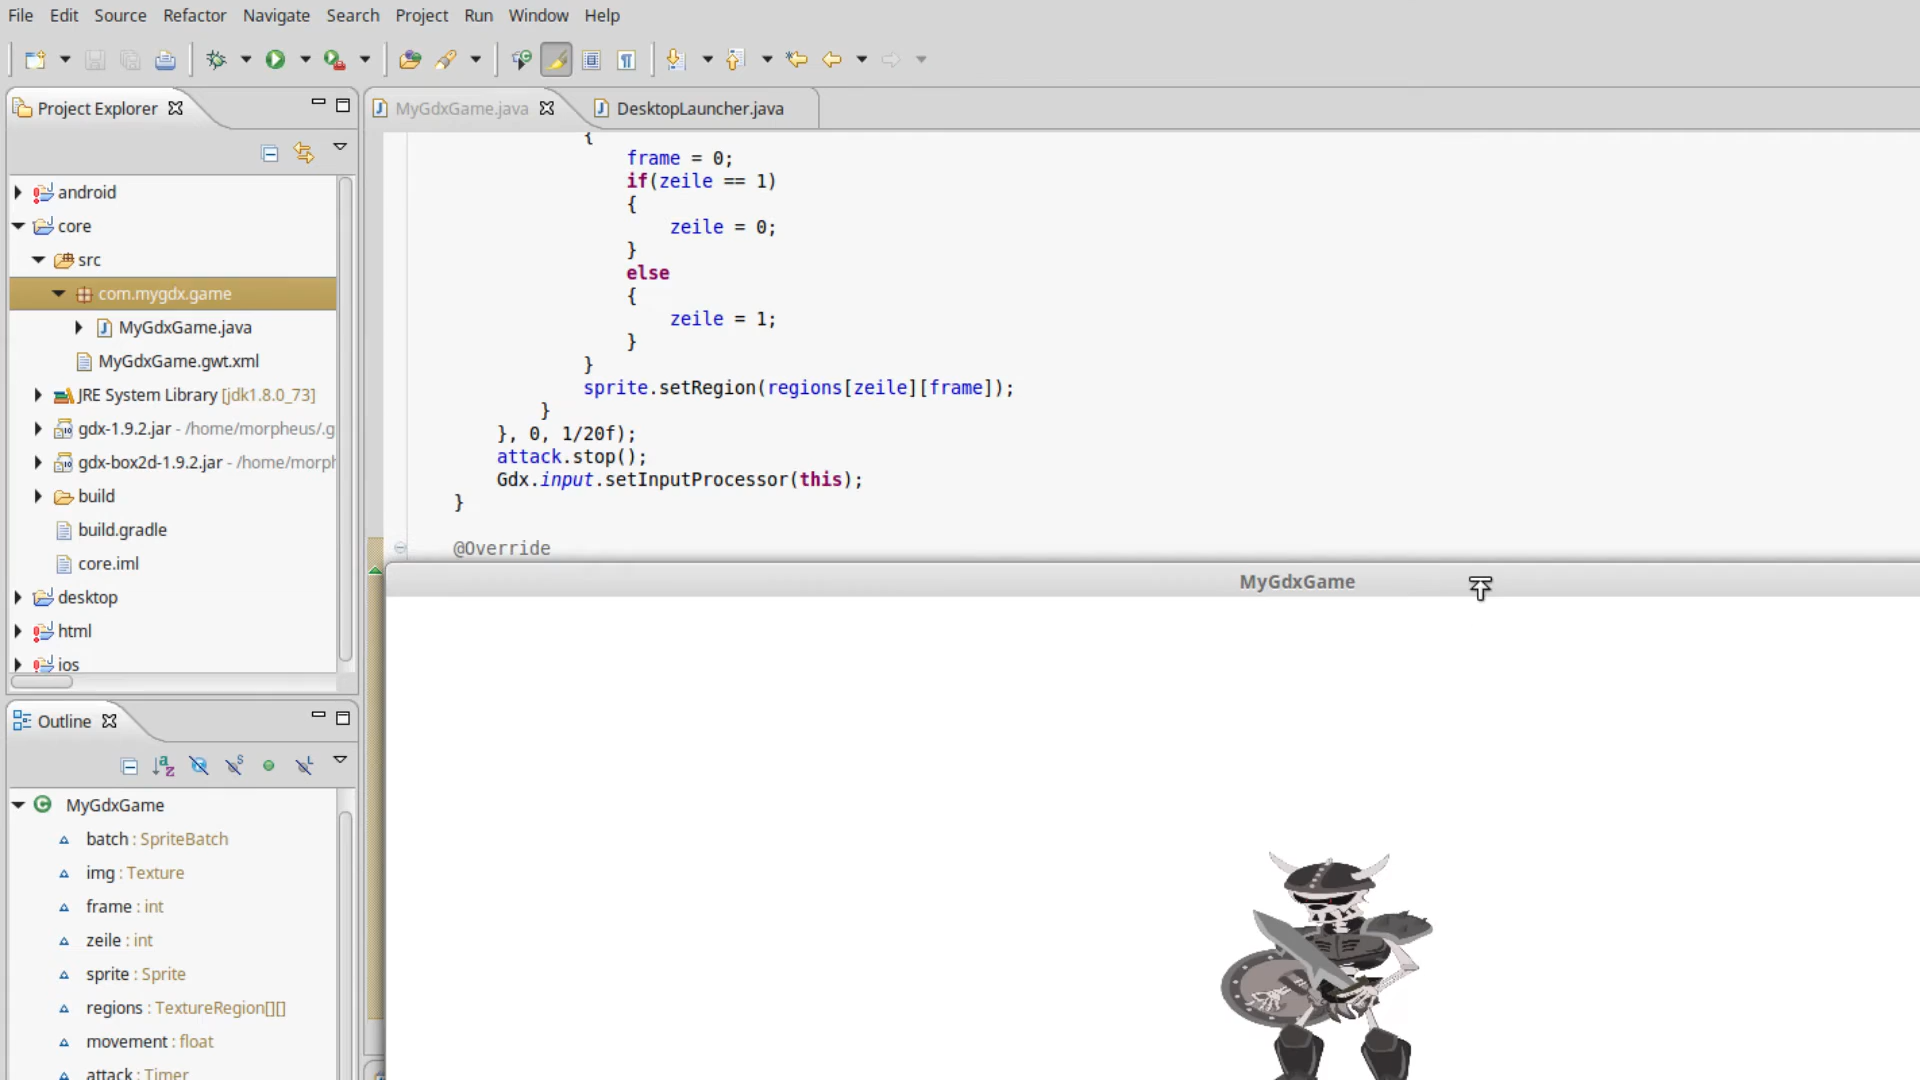 File Edit Source Refactor Navigate Search Project Run Window Help
Project Explorer
android
core
src
com.mygdx.game
MyGdxGame.java
MyGdxGame.gwt.xml
JRE System Library [jdk1.8.0_73]
gdx-1.9.2.jar - /home/morpheus/.g
gdx-box2d-1.9.2.jar - /home/morph
build
build.gradle
core.iml
desktop
html
ios
Outline
MyGdxGame
batch : SpriteBatch
img : Texture
frame : int
zeile : int
sprite : Sprite
regions : TextureRegion[][]
movement : float
attack : Timer
MyGdxGame.java DesktopLauncher.java
{
frame = 0;
if(zeile == 1)
{
zeile = 0;
}
else
{
zeile = 1;
}
}
sprite.setRegion(regions[zeile][frame]);
}
}, 0, 1/20f);
attack.stop();
Gdx.input.setInputProcessor(this);
}
@Override
MyGdxGame